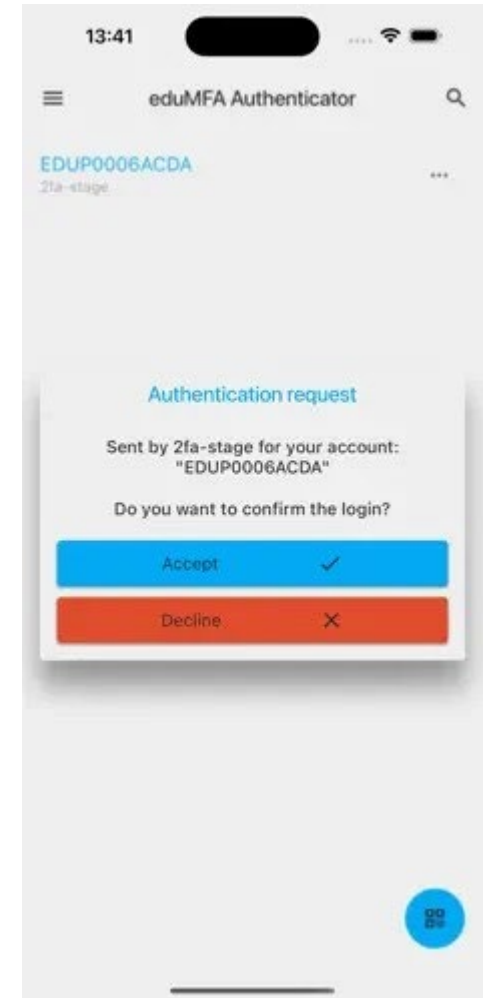 13:41
eduMFA Authenticator
EDUP0006ACDA
2fa-stage
Authentication request
Sent by 2fa-stage for your account:
"EDUP0006ACDA"
Do you want to confirm the login?
Accept
Decline